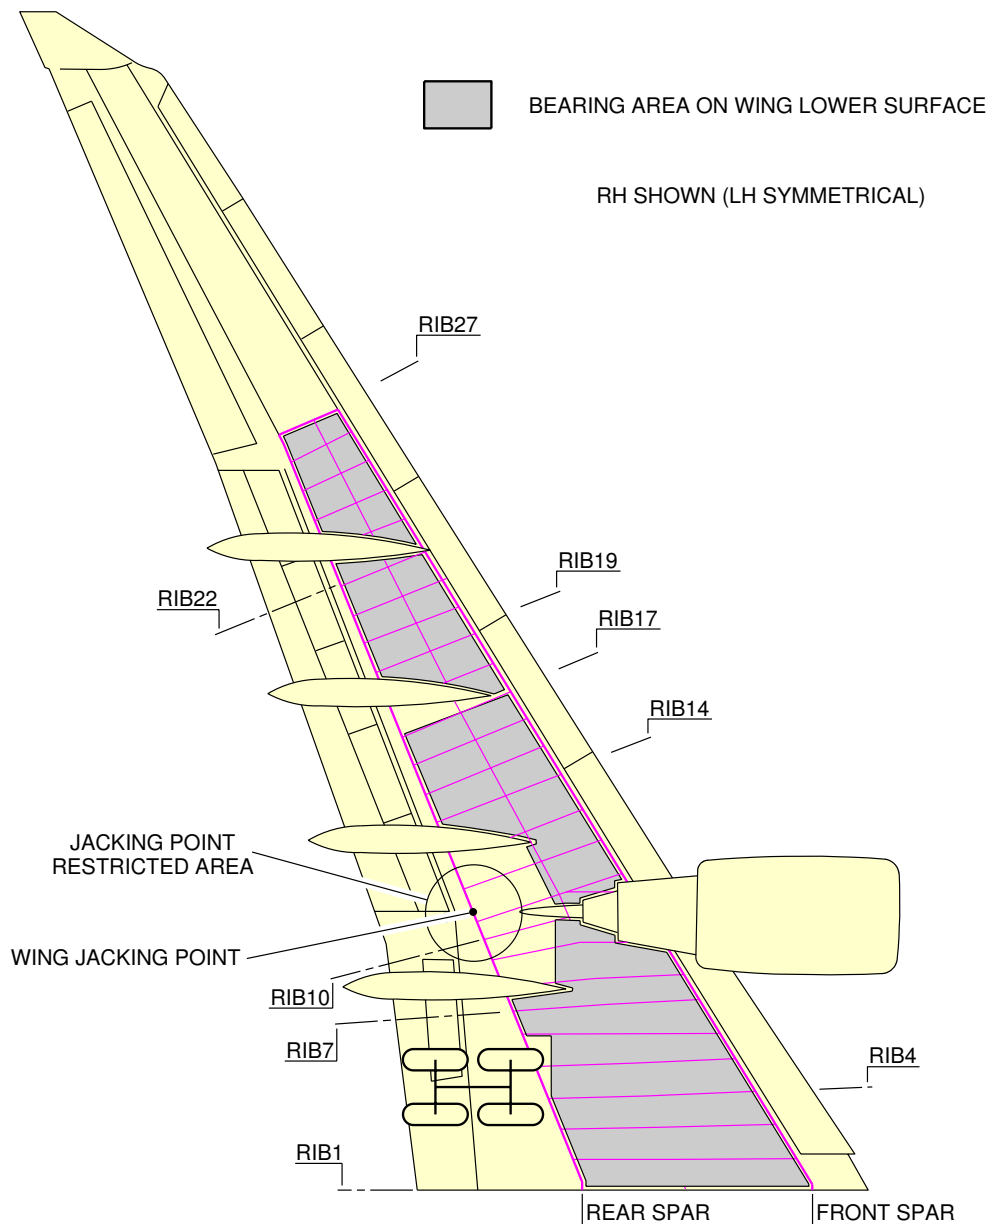 BEARING AREA ON WING LOWER SURFACE
RH SHOWN (LH SYMMETRICAL)
RIB27
RIB19
RIB22
RIB17
RIB14
JACKING POINT
RESTRICTED AREA
WING JACKING POINT
RIB10
RIB7
RIB4
RIB1
REAR SPAR
FRONT SPAR